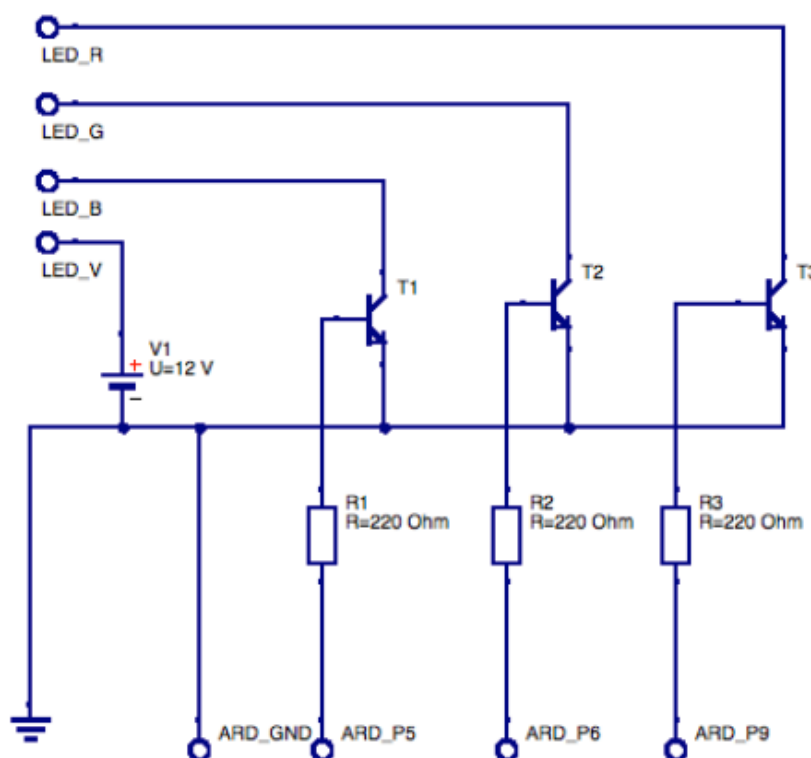 LED_R
LED_G
LED_B
LED_V
T1
T2
T3
V1
+
U=12 V
−
R1
R=220 Ohm
R2
R=220 Ohm
R3
R=220 Ohm
ARD_GND
ARD_P5
ARD_P6
ARD_P9